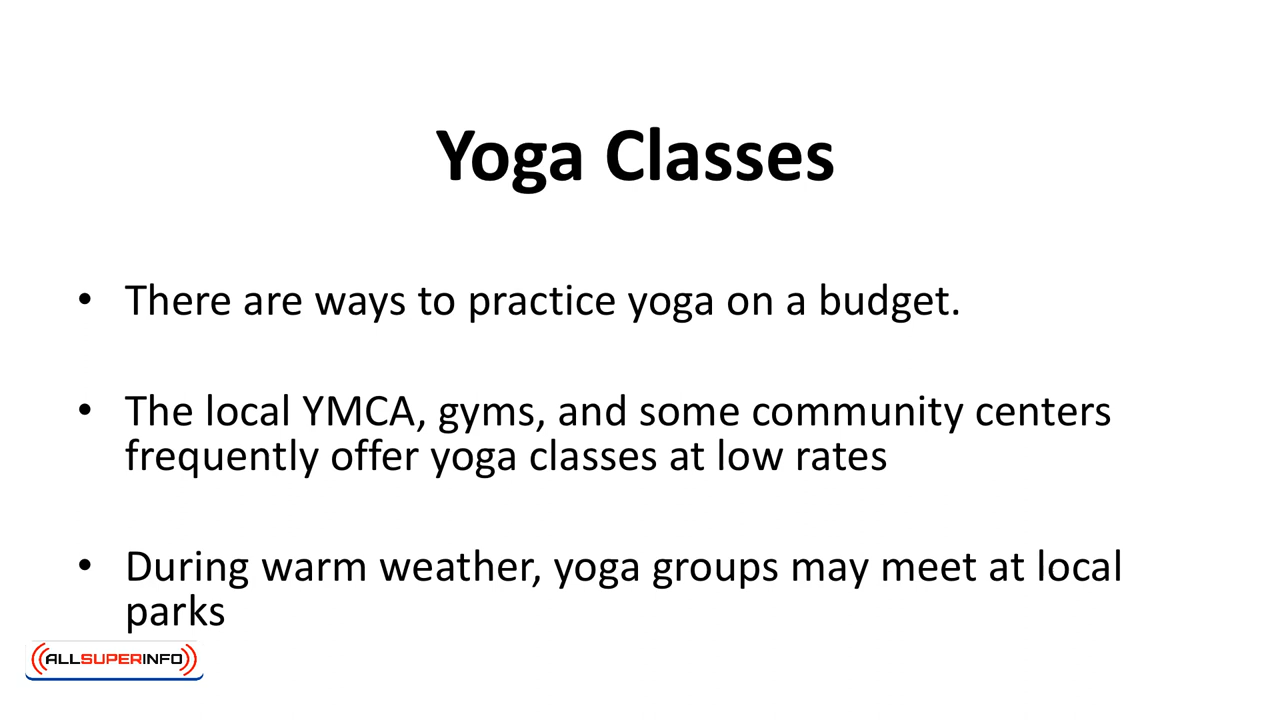 Yoga Classes
• There are ways to practice yoga on a budget.
• The local YMCA, gyms, and some community centers
frequently offer yoga classes at low rates
• During warm weather, yoga groups may meet at local
parks
ALLSUPERINFO